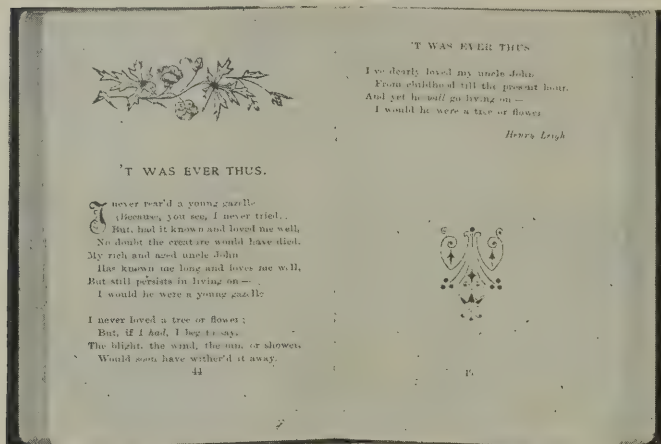 'T WAS EVER THUS.
I never rear'd a young gazelle
(Because, you see, I never tried..
But, had it known and loved me well,
No doubt the creature would have died.
My rich and aged uncle John
Has known me long and loves me well,
But still persists in living on —
I would he were a young gazelle
I never loved a tree or flower;
But, if I had, I beg to say,
The blight, the wind, the sun, or shower,
Would soon have wither'd it away.
44
'T WAS EVER THUS
I've dearly loved my uncle John
From childhood till the present hour,
And yet he will go living on —
I would he were a tree or flower
Henry Leigh